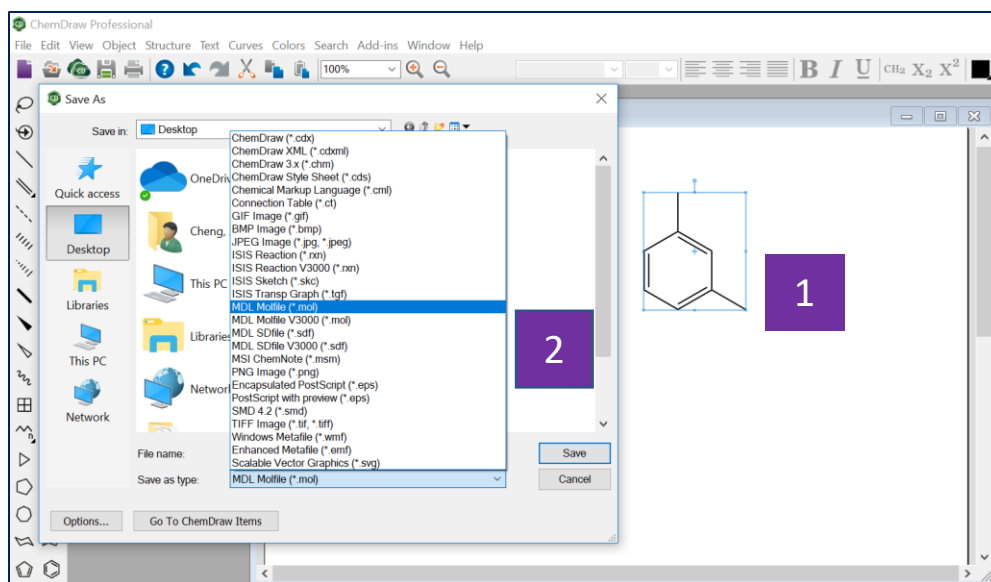 ChemDraw Professional
File Edit View Object Structure Text Curves Colors Search Add-ins Window Help
100%
B I U CH₂ X₂ X²
Save As
Save in: Desktop
Quick access
Desktop
Libraries
This PC
Network
OneDriv
Cheng,
This PC
Libraries
Networ
ChemDraw (*.cdx)
ChemDraw XML (*.cdxml)
ChemDraw 3.x (*.chm)
ChemDraw Style Sheet (*.cds)
Chemical Markup Language (*.cml)
Connection Table (*.ct)
GIF Image (*.gif)
BMP Image (*.bmp)
JPEG Image (*.jpg, *.jpeg)
ISIS Reaction (*.rxn)
ISIS Reaction V3000 (*.rxn)
ISIS Sketch (*.skc)
ISIS Transp Graph (*.tgf)
MDL Molfile (*.mol)
MDL Molfile V3000 (*.mol)
MDL SDfile (*.sdf)
MDL SDfile V3000 (*.sdf)
MSI ChemNote (*.msm)
PNG Image (*.png)
Encapsulated PostScript (*.eps)
PostScript with preview (*.eps)
SMD 4.2 (*.smd)
TIFF Image (*.tif, *.tiff)
Windows Metafile (*.wmf)
Enhanced Metafile (*.emf)
Scalable Vector Graphics (*.svg)
File name:
Save
Save as type: MDL Molfile (*.mol)
Cancel
Options...
Go To ChemDraw Items
1
2